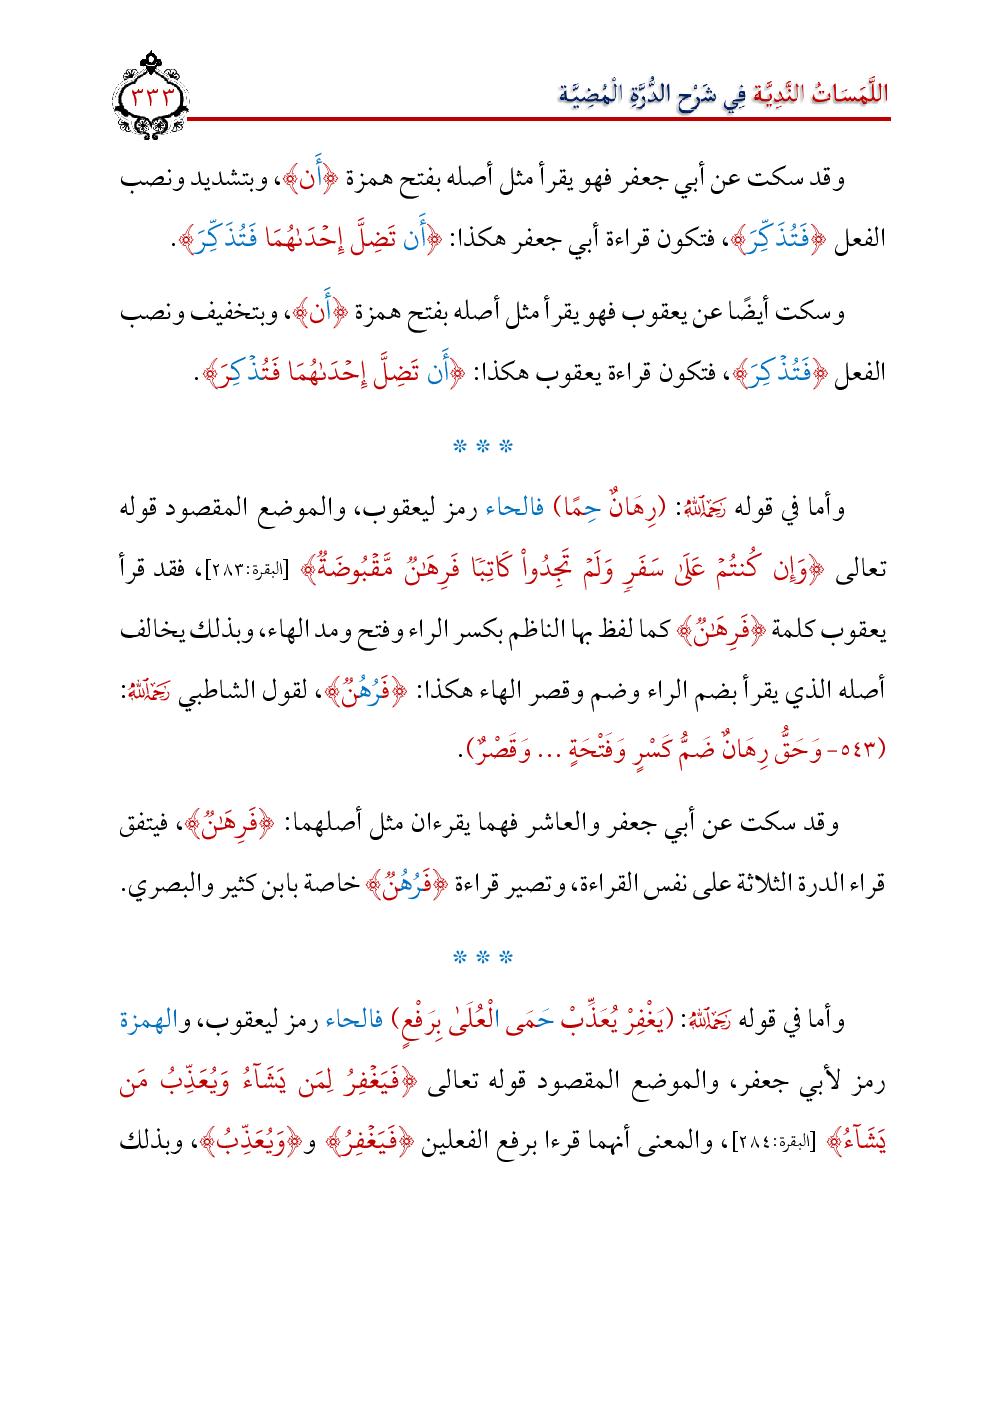 اللَّمَسَاتُ النَّدِيَّة فِي شَرْح الدُّرَّةِ الْمُضِيَّة
٣٣٣
وقد سكت عن أبي جعفر فهو يقرأ مثل أصله بفتح همزة ﴿أَن﴾، وبتشديد ونصب
الفعل ﴿فَتُذَكِّرَ﴾، فتكون قراءة أبي جعفر هكذا: ﴿أَن تَضِلَّ إِحۡدَىٰهُمَا فَتُذَكِّرَ﴾.
وسكت أيضًا عن يعقوب فهو يقرأ مثل أصله بفتح همزة ﴿أَن﴾، وبتخفيف ونصب
الفعل ﴿فَتُذۡكِرَ﴾، فتكون قراءة يعقوب هكذا: ﴿أَن تَضِلَّ إِحۡدَىٰهُمَا فَتُذۡكِرَ﴾.
* * *
وأما في قوله رَحِمَهُ ٱللَّهُ: (رِهَانٌ حِمًا) فالحاء رمز ليعقوب، والموضع المقصود قوله
تعالى ﴿وَإِن كُنتُمۡ عَلَىٰ سَفَرٖ وَلَمۡ تَجِدُواْ كَاتِبٗا فَرِهَٰنٞ مَّقۡبُوضَةٞ﴾ [البقرة:٢٨٣]، فقد قرأ
يعقوب كلمة ﴿فَرِهَٰنٞ﴾ كما لفظ بها الناظم بكسر الراء وفتح ومد الهاء، وبذلك يخالف
أصله الذي يقرأ بضم الراء وضم وقصر الهاء هكذا: ﴿فَرُهُنٞ﴾، لقول الشاطبي رَحِمَهُ ٱللَّهُ:
(٥٤٣- وَحَقُّ رِهَانٌ ضَمُّ كَسْرٍ وَفَتْحَةٍ ... وَقَصْرٌ).
وقد سكت عن أبي جعفر والعاشر فهما يقرءان مثل أصلهما: ﴿فَرِهَٰنٞ﴾، فيتفق
قراء الدرة الثلاثة على نفس القراءة، وتصير قراءة ﴿فَرُهُنٞ﴾ خاصة بابن كثير والبصري.
* * *
وأما في قوله رَحِمَهُ ٱللَّهُ: (يَغْفِرْ يُعَذِّبْ حَمَى الْعُلَىٰ بِرَفْعٍ) فالحاء رمز ليعقوب، والهمزة
رمز لأبي جعفر، والموضع المقصود قوله تعالى ﴿فَيَغۡفِرُ لِمَن يَشَآءُ وَيُعَذِّبُ مَن
يَشَآءُ﴾ [البقرة:٢٨٤]، والمعنى أنهما قرءا برفع الفعلين ﴿فَيَغۡفِرُ﴾ و﴿وَيُعَذِّبُ﴾، وبذلك